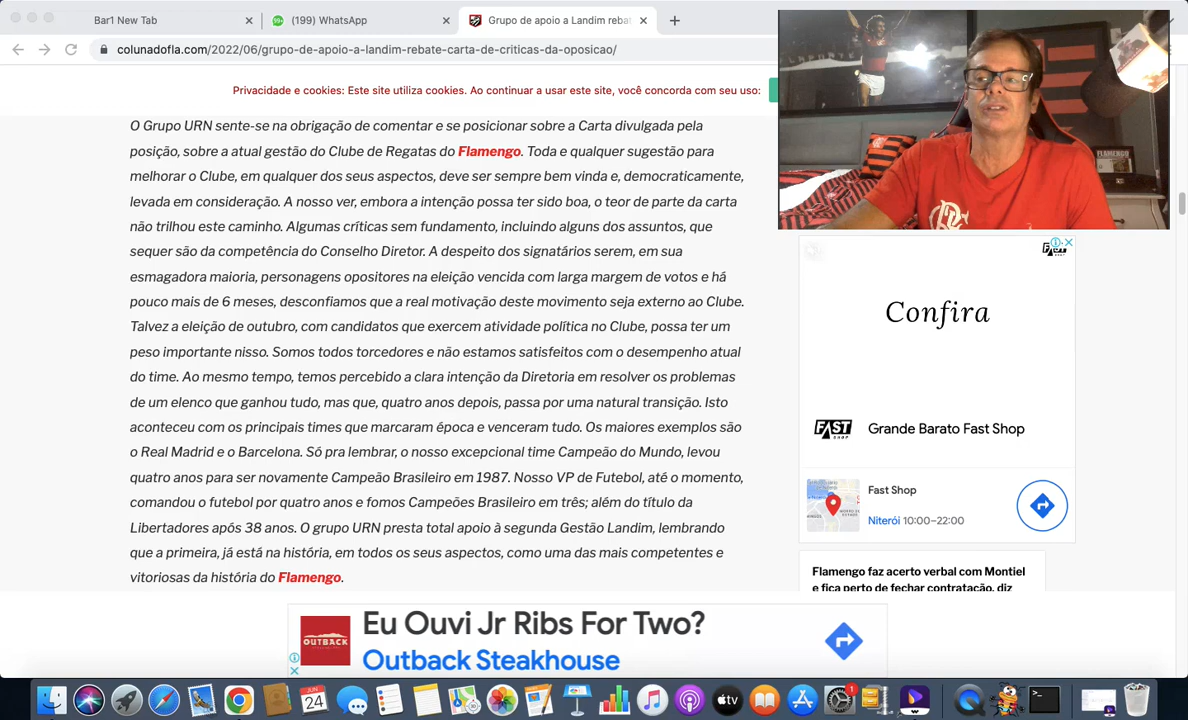 Bar1 New Tab
(199) WhatsApp
Grupo de apoio a Landim rebat
colunadofla.com/2022/06/grupo-de-apoio-a-landim-rebate-carta-de-criticas-da-oposicao/
Privacidade e cookies: Este site utiliza cookies. Ao continuar a usar este site, você concorda com seu uso:
O Grupo URN sente-se na obrigação de comentar e se posicionar sobre a Carta divulgada pela
posição, sobre a atual gestão do Clube de Regatas do Flamengo. Toda e qualquer sugestão para
melhorar o Clube, em qualquer dos seus aspectos, deve ser sempre bem vinda e, democraticamente,
levada em consideração. A nosso ver, embora a intenção possa ter sido boa, o teor de parte da carta
não trilhou este caminho. Algumas críticas sem fundamento, incluindo alguns dos assuntos, que
sequer são da competência do Conselho Diretor. A despeito dos signatários serem, em sua
esmagadora maioria, personagens opositores na eleição vencida com larga margem de votos e há
pouco mais de 6 meses, desconfiamos que a real motivação deste movimento seja externo ao Clube.
Talvez a eleição de outubro, com candidatos que exercem atividade política no Clube, possa ter um
peso importante nisso. Somos todos torcedores e não estamos satisfeitos com o desempenho atual
do time. Ao mesmo tempo, temos percebido a clara intenção da Diretoria em resolver os problemas
de um elenco que ganhou tudo, mas que, quatro anos depois, passa por uma natural transição. Isto
aconteceu com os principais times que marcaram época e venceram tudo. Os maiores exemplos são
o Real Madrid e o Barcelona. Só pra lembrar, o nosso excepcional time Campeão do Mundo, levou
quatro anos para ser novamente Campeão Brasileiro em 1987. Nosso VP de Futebol, até o momento,
comandou o futebol por quatro anos e fomos Campeões Brasileiro em três; além do título da
Libertadores após 38 anos. O grupo URN presta total apoio à segunda Gestão Landim, lembrando
que a primeira, já está na história, em todos os seus aspectos, como uma das mais competentes e
vitoriosas da história do Flamengo.
FLAMENGO
FAST
Confira
FAST
Grande Barato Fast Shop
Fast Shop
Niterói 10:00–22:00
Flamengo faz acerto verbal com Montiel
e fica perto de fechar contratação, diz
OUTBACK
Eu Ouvi Jr Ribs For Two?
Outback Steakhouse
JUN
24
1
tv